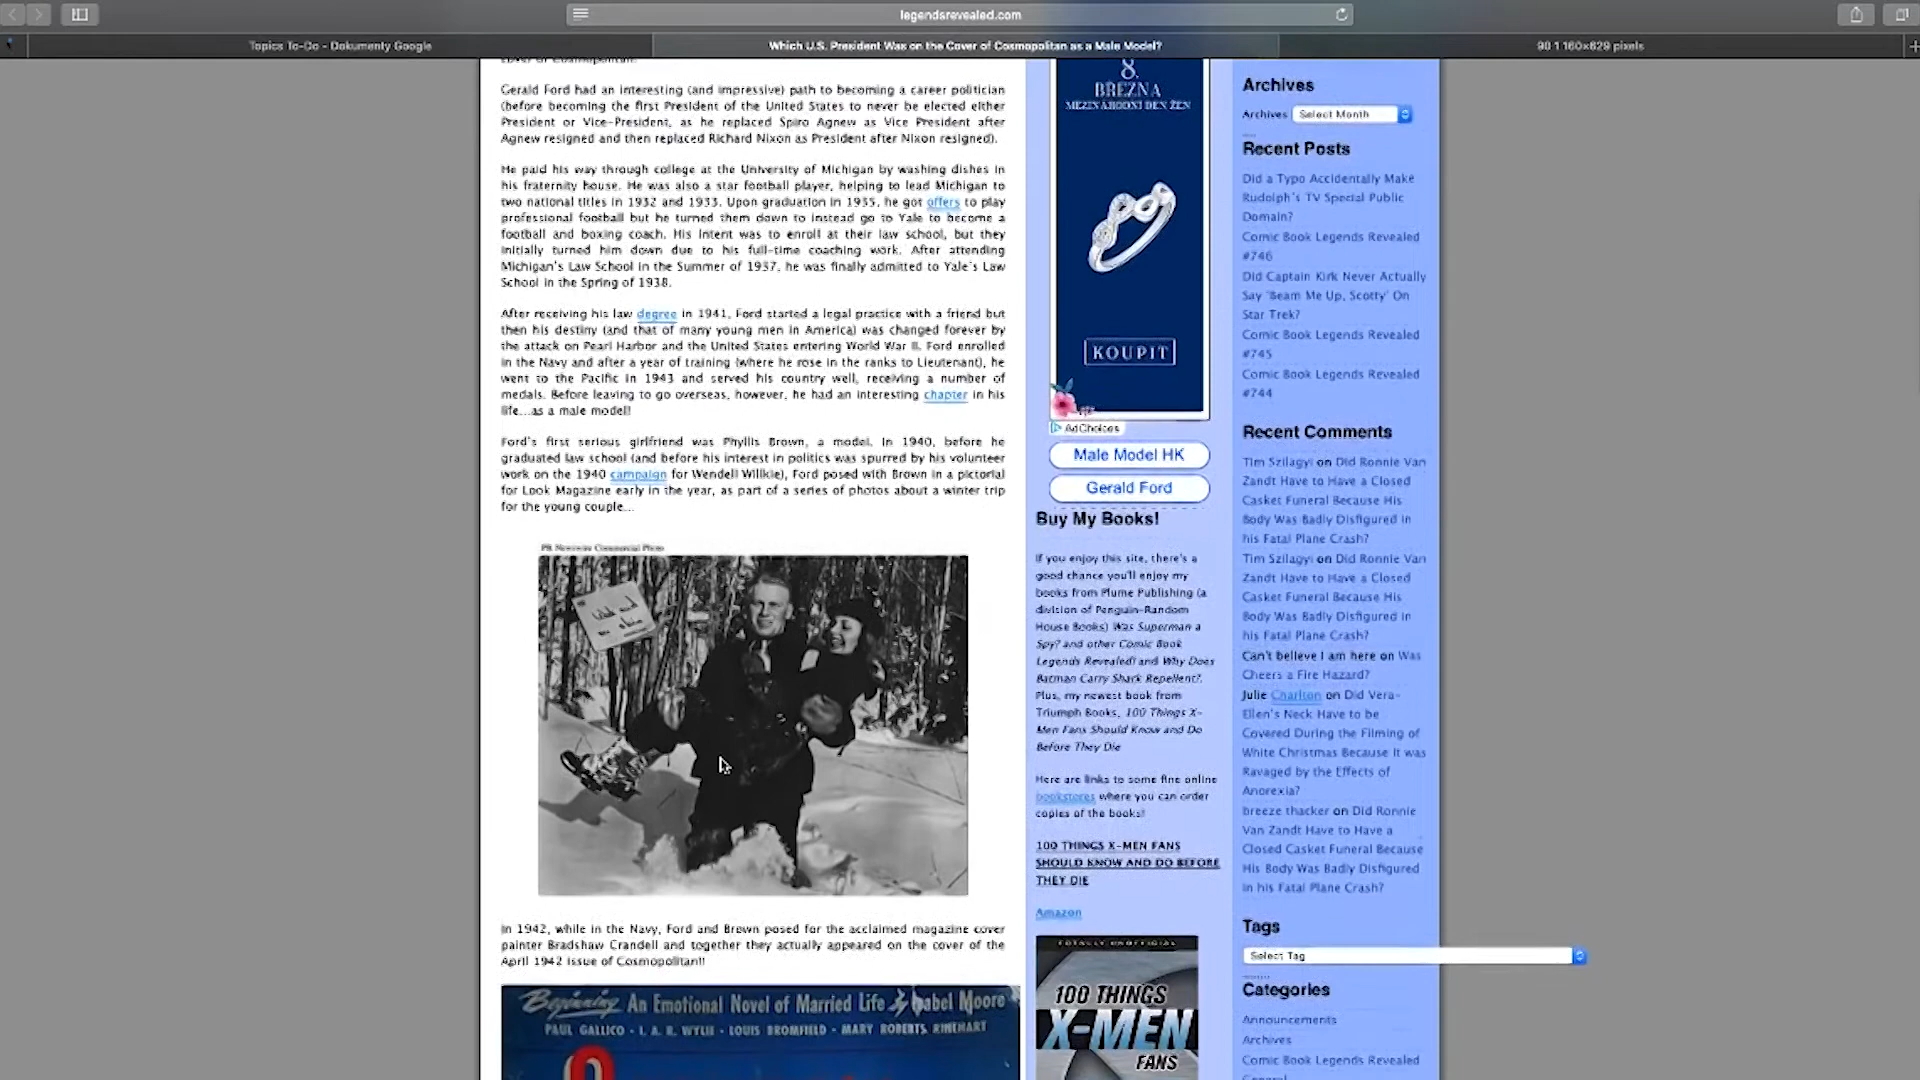 legendsrevealed.com
Topics To-Do - Dokumenty Google
Which U.S. President Was on the Cover of Cosmopolitan as a Male Model?
90 1 160×629 pixels
Gerald Ford had an interesting (and impressive) path to becoming a career politician
(before becoming the first President of the United States to never be elected either
President or Vice-President, as he replaced Spiro Agnew as Vice President after
Agnew resigned and then replaced Richard Nixon as President after Nixon resigned).
He paid his way through college at the University of Michigan by washing dishes in
his fraternity house. He was also a star football player, helping to lead Michigan to
two national titles in 1932 and 1933. Upon graduation in 1935, he got offers to play
professional football but he turned them down to instead go to Yale to become a
football and boxing coach. His intent was to enroll at their law school, but they
initially turned him down due to his full-time coaching work. After attending
Michigan's Law School in the Summer of 1937, he was finally admitted to Yale's Law
School in the Spring of 1938.
After receiving his law degree in 1941, Ford started a legal practice with a friend but
then his destiny (and that of many young men in America) was changed forever by
the attack on Pearl Harbor and the United States entering World War II. Ford enrolled
in the Navy and after a year of training (where he rose in the ranks to Lieutenant), he
went to the Pacific in 1943 and served his country well, receiving a number of
medals. Before leaving to go overseas, however, he had an interesting chapter in his
life...as a male model!
Ford's first serious girlfriend was Phyllis Brown, a model. In 1940, before he
graduated law school (and before his interest in politics was spurred by his volunteer
work on the 1940 campaign for Wendell Willkie), Ford posed with Brown in a pictorial
for Look Magazine early in the year, as part of a series of photos about a winter trip
for the young couple...
PR Newswire Commercial Photo
In 1942, while in the Navy, Ford and Brown posed for the acclaimed magazine cover
painter Bradshaw Crandell and together they actually appeared on the cover of the
April 1942 issue of Cosmopolitan!!
Beginning An Emotional Novel of Married Life by Isabel Moore
PAUL GALLICO · I. A. R. WYLIE · LOUIS BROMFIELD · MARY ROBERTS RINEHART
8.
BŘEZNA
MEZINÁRODNÍ DEN ŽEN
KOUPIT
AdChoices
Male Model HK
Gerald Ford
Buy My Books!
If you enjoy this site, there's a
good chance you'll enjoy my
books from Plume Publishing (a
division of Penguin-Random
House Books) Was Superman a
Spy? and other Comic Book
Legends Revealed! and Why Does
Batman Carry Shark Repellent?.
Plus, my newest book from
Triumph Books, 100 Things X-
Men Fans Should Know and Do
Before They Die
Here are links to some fine online
bookstores where you can order
copies of the books!
100 THINGS X-MEN FANS
SHOULD KNOW AND DO BEFORE
THEY DIE
Amazon
TOTALLY UNOFFICIAL
100 THINGS
X-MEN
FANS
Archives
Archives Select Month
Recent Posts
Did a Typo Accidentally Make
Rudolph's TV Special Public
Domain?
Comic Book Legends Revealed
#746
Did Captain Kirk Never Actually
Say "Beam Me Up, Scotty" On
Star Trek?
Comic Book Legends Revealed
#745
Comic Book Legends Revealed
#744
Recent Comments
Tim Szilagyi on Did Ronnie Van
Zandt Have to Have a Closed
Casket Funeral Because His
Body Was Badly Disfigured in
his Fatal Plane Crash?
Tim Szilagyi on Did Ronnie Van
Zandt Have to Have a Closed
Casket Funeral Because His
Body Was Badly Disfigured in
his Fatal Plane Crash?
Can't believe I am here on Was
Cheers a Fire Hazard?
Julie Charlton on Did Vera-
Ellen's Neck Have to be
Covered During the Filming of
White Christmas Because It was
Ravaged by the Effects of
Anorexia?
breeze thacker on Did Ronnie
Van Zandt Have to Have a
Closed Casket Funeral Because
His Body Was Badly Disfigured
in his Fatal Plane Crash?
Tags
Select Tag
Categories
Announcements
Archives
Comic Book Legends Revealed